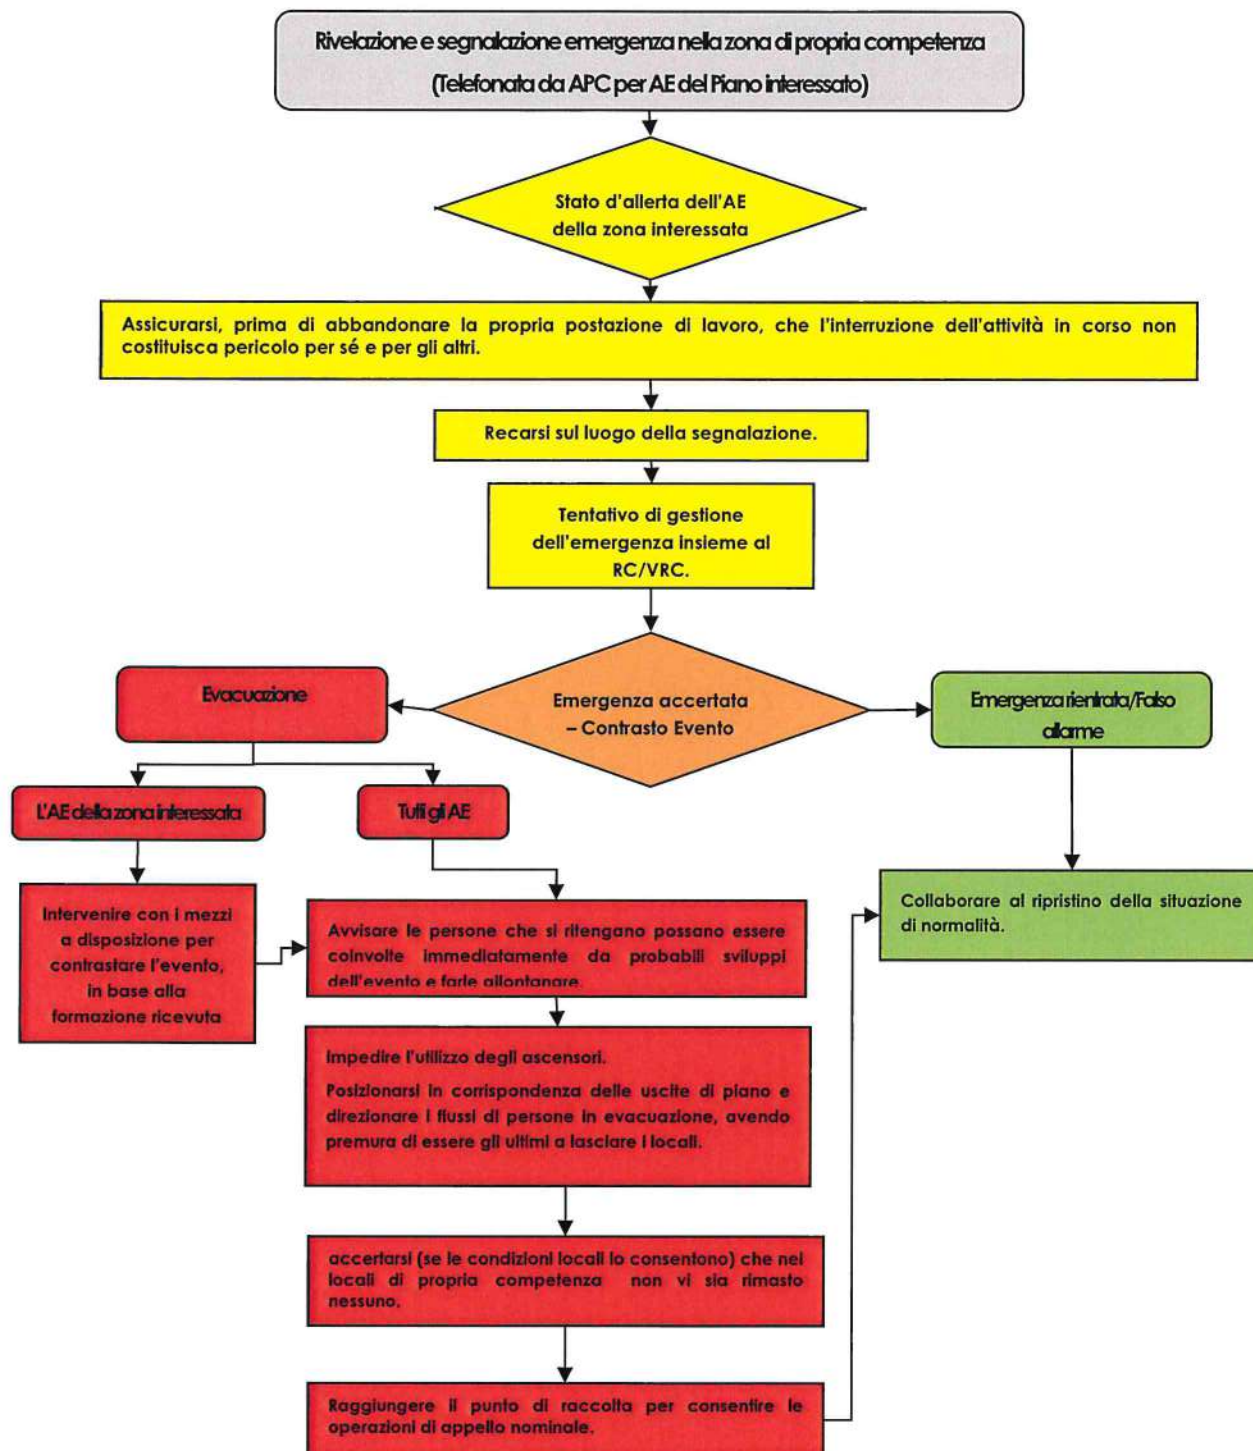 Rivelazione e segnalazione emergenza nella zona di propria competenza
(Telefonata da APC per AE del Piano interessato)
Stato d'allerta dell'AE
della zona interessata
Assicurarsi, prima di abbandonare la propria postazione di lavoro, che l'interruzione dell'attività in corso non
costituisca pericolo per sé e per gli altri.
Recarsi sul luogo della segnalazione.
Tentativo di gestione
dell'emergenza insieme al
RC/VRC.
Emergenza accertata
– Contrasto Evento
Evacuazione
Emergenza rientrata/Falso
allarme
L'AE della zona interessata
Tutti gli AE
Intervenire con i mezzi
a disposizione per
contrastare l'evento,
in base alla
formazione ricevuta
Avvisare le persone che si ritengano possano essere
coinvolte immediatamente da probabili sviluppi
dell'evento e farle allontanare.
Collaborare al ripristino della situazione
di normalità.
Impedire l'utilizzo degli ascensori.
Posizionarsi in corrispondenza delle uscite di piano e
direzionare i flussi di persone in evacuazione, avendo
premura di essere gli ultimi a lasciare i locali.
accertarsi (se le condizioni locali lo consentono) che nei
locali di propria competenza non vi sia rimasto
nessuno.
Raggiungere il punto di raccolta per consentire le
operazioni di appello nominale.